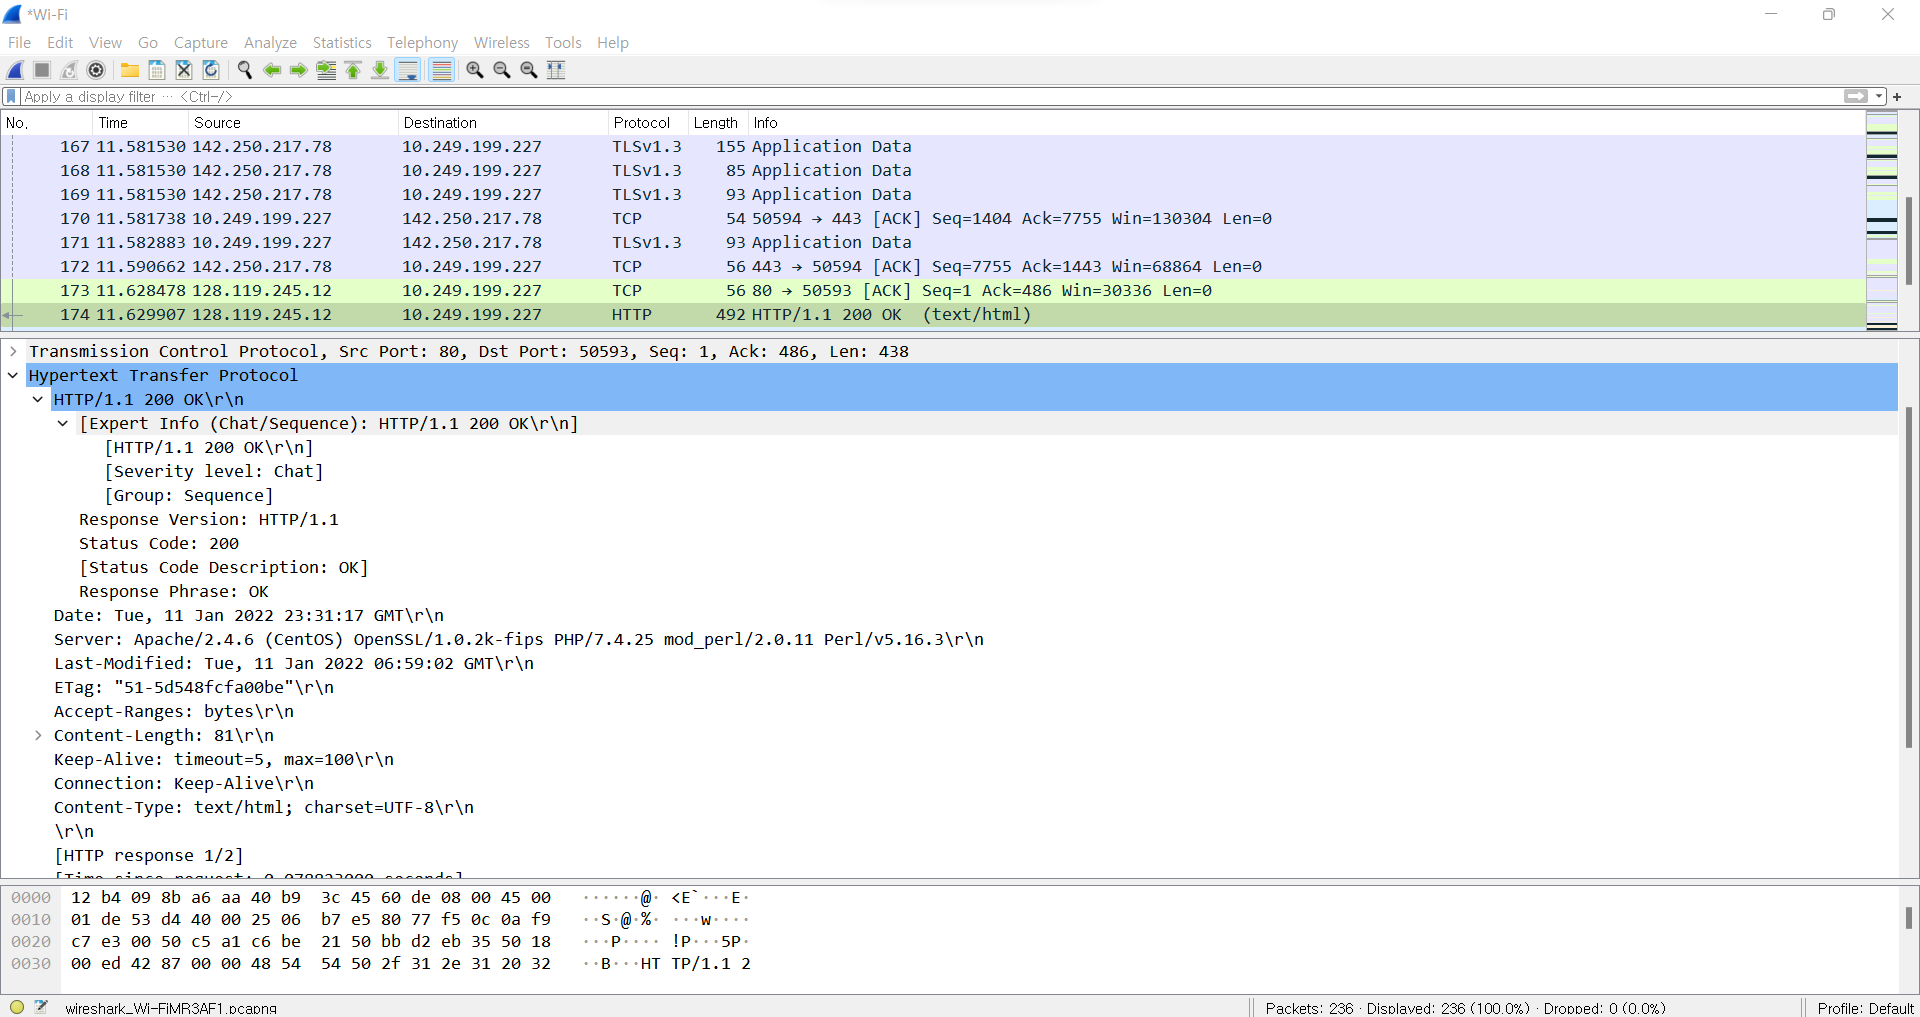 *Wi-Fi
File Edit View Go Capture Analyze Statistics Telephony Wireless Tools Help
Apply a display filter ... <Ctrl-/>
+
No. Time Source Destination Protocol Length Info
167 11.581530 142.250.217.78 10.249.199.227 TLSv1.3 155 Application Data
168 11.581530 142.250.217.78 10.249.199.227 TLSv1.3 85 Application Data
169 11.581530 142.250.217.78 10.249.199.227 TLSv1.3 93 Application Data
170 11.581738 10.249.199.227 142.250.217.78 TCP 54 50594 → 443 [ACK] Seq=1404 Ack=7755 Win=130304 Len=0
171 11.582883 10.249.199.227 142.250.217.78 TLSv1.3 93 Application Data
172 11.590662 142.250.217.78 10.249.199.227 TCP 56 443 → 50594 [ACK] Seq=7755 Ack=1443 Win=68864 Len=0
173 11.628478 128.119.245.12 10.249.199.227 TCP 56 80 → 50593 [ACK] Seq=1 Ack=486 Win=30336 Len=0
174 11.629907 128.119.245.12 10.249.199.227 HTTP 492 HTTP/1.1 200 OK (text/html)
Transmission Control Protocol, Src Port: 80, Dst Port: 50593, Seq: 1, Ack: 486, Len: 438
Hypertext Transfer Protocol
HTTP/1.1 200 OK\r\n
[Expert Info (Chat/Sequence): HTTP/1.1 200 OK\r\n]
[HTTP/1.1 200 OK\r\n]
[Severity level: Chat]
[Group: Sequence]
Response Version: HTTP/1.1
Status Code: 200
[Status Code Description: OK]
Response Phrase: OK
Date: Tue, 11 Jan 2022 23:31:17 GMT\r\n
Server: Apache/2.4.6 (CentOS) OpenSSL/1.0.2k-fips PHP/7.4.25 mod_perl/2.0.11 Perl/v5.16.3\r\n
Last-Modified: Tue, 11 Jan 2022 06:59:02 GMT\r\n
ETag: "51-5d548fcfa00be"\r\n
Accept-Ranges: bytes\r\n
Content-Length: 81\r\n
Keep-Alive: timeout=5, max=100\r\n
Connection: Keep-Alive\r\n
Content-Type: text/html; charset=UTF-8\r\n
\r\n
[HTTP response 1/2]
[Time since request: 0.078823000 seconds]
0000 12 b4 09 8b a6 aa 40 b9 3c 45 60 de 08 00 45 00 ······@· <E`···E·
0010 01 de 53 d4 40 00 25 06 b7 e5 80 77 f5 0c 0a f9 ··S·@·%· ···w····
0020 c7 e3 00 50 c5 a1 c6 be 21 50 bb d2 eb 35 50 18 ···P···· !P···5P·
0030 00 ed 42 87 00 00 48 54 54 50 2f 31 2e 31 20 32 ··B···HT TP/1.1 2
wireshark_Wi-FiMR3AF1.pcapng Packets: 236 · Displayed: 236 (100.0%) · Dropped: 0 (0.0%) Profile: Default